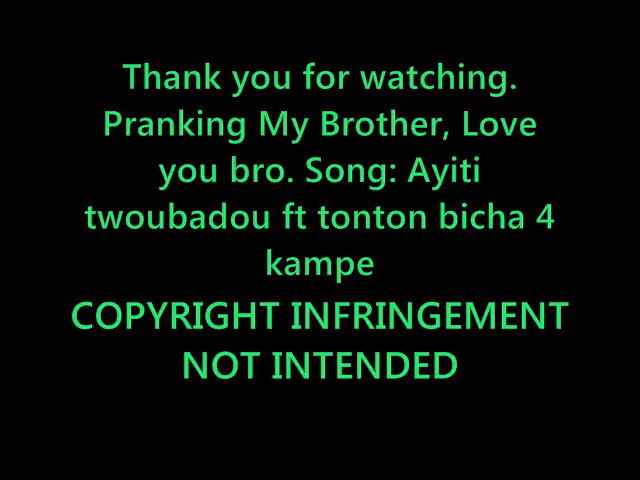 Thank you for watching.
Pranking My Brother, Love
you bro. Song: Ayiti
twoubadou ft tonton bicha 4
kampe
COPYRIGHT INFRINGEMENT
NOT INTENDED